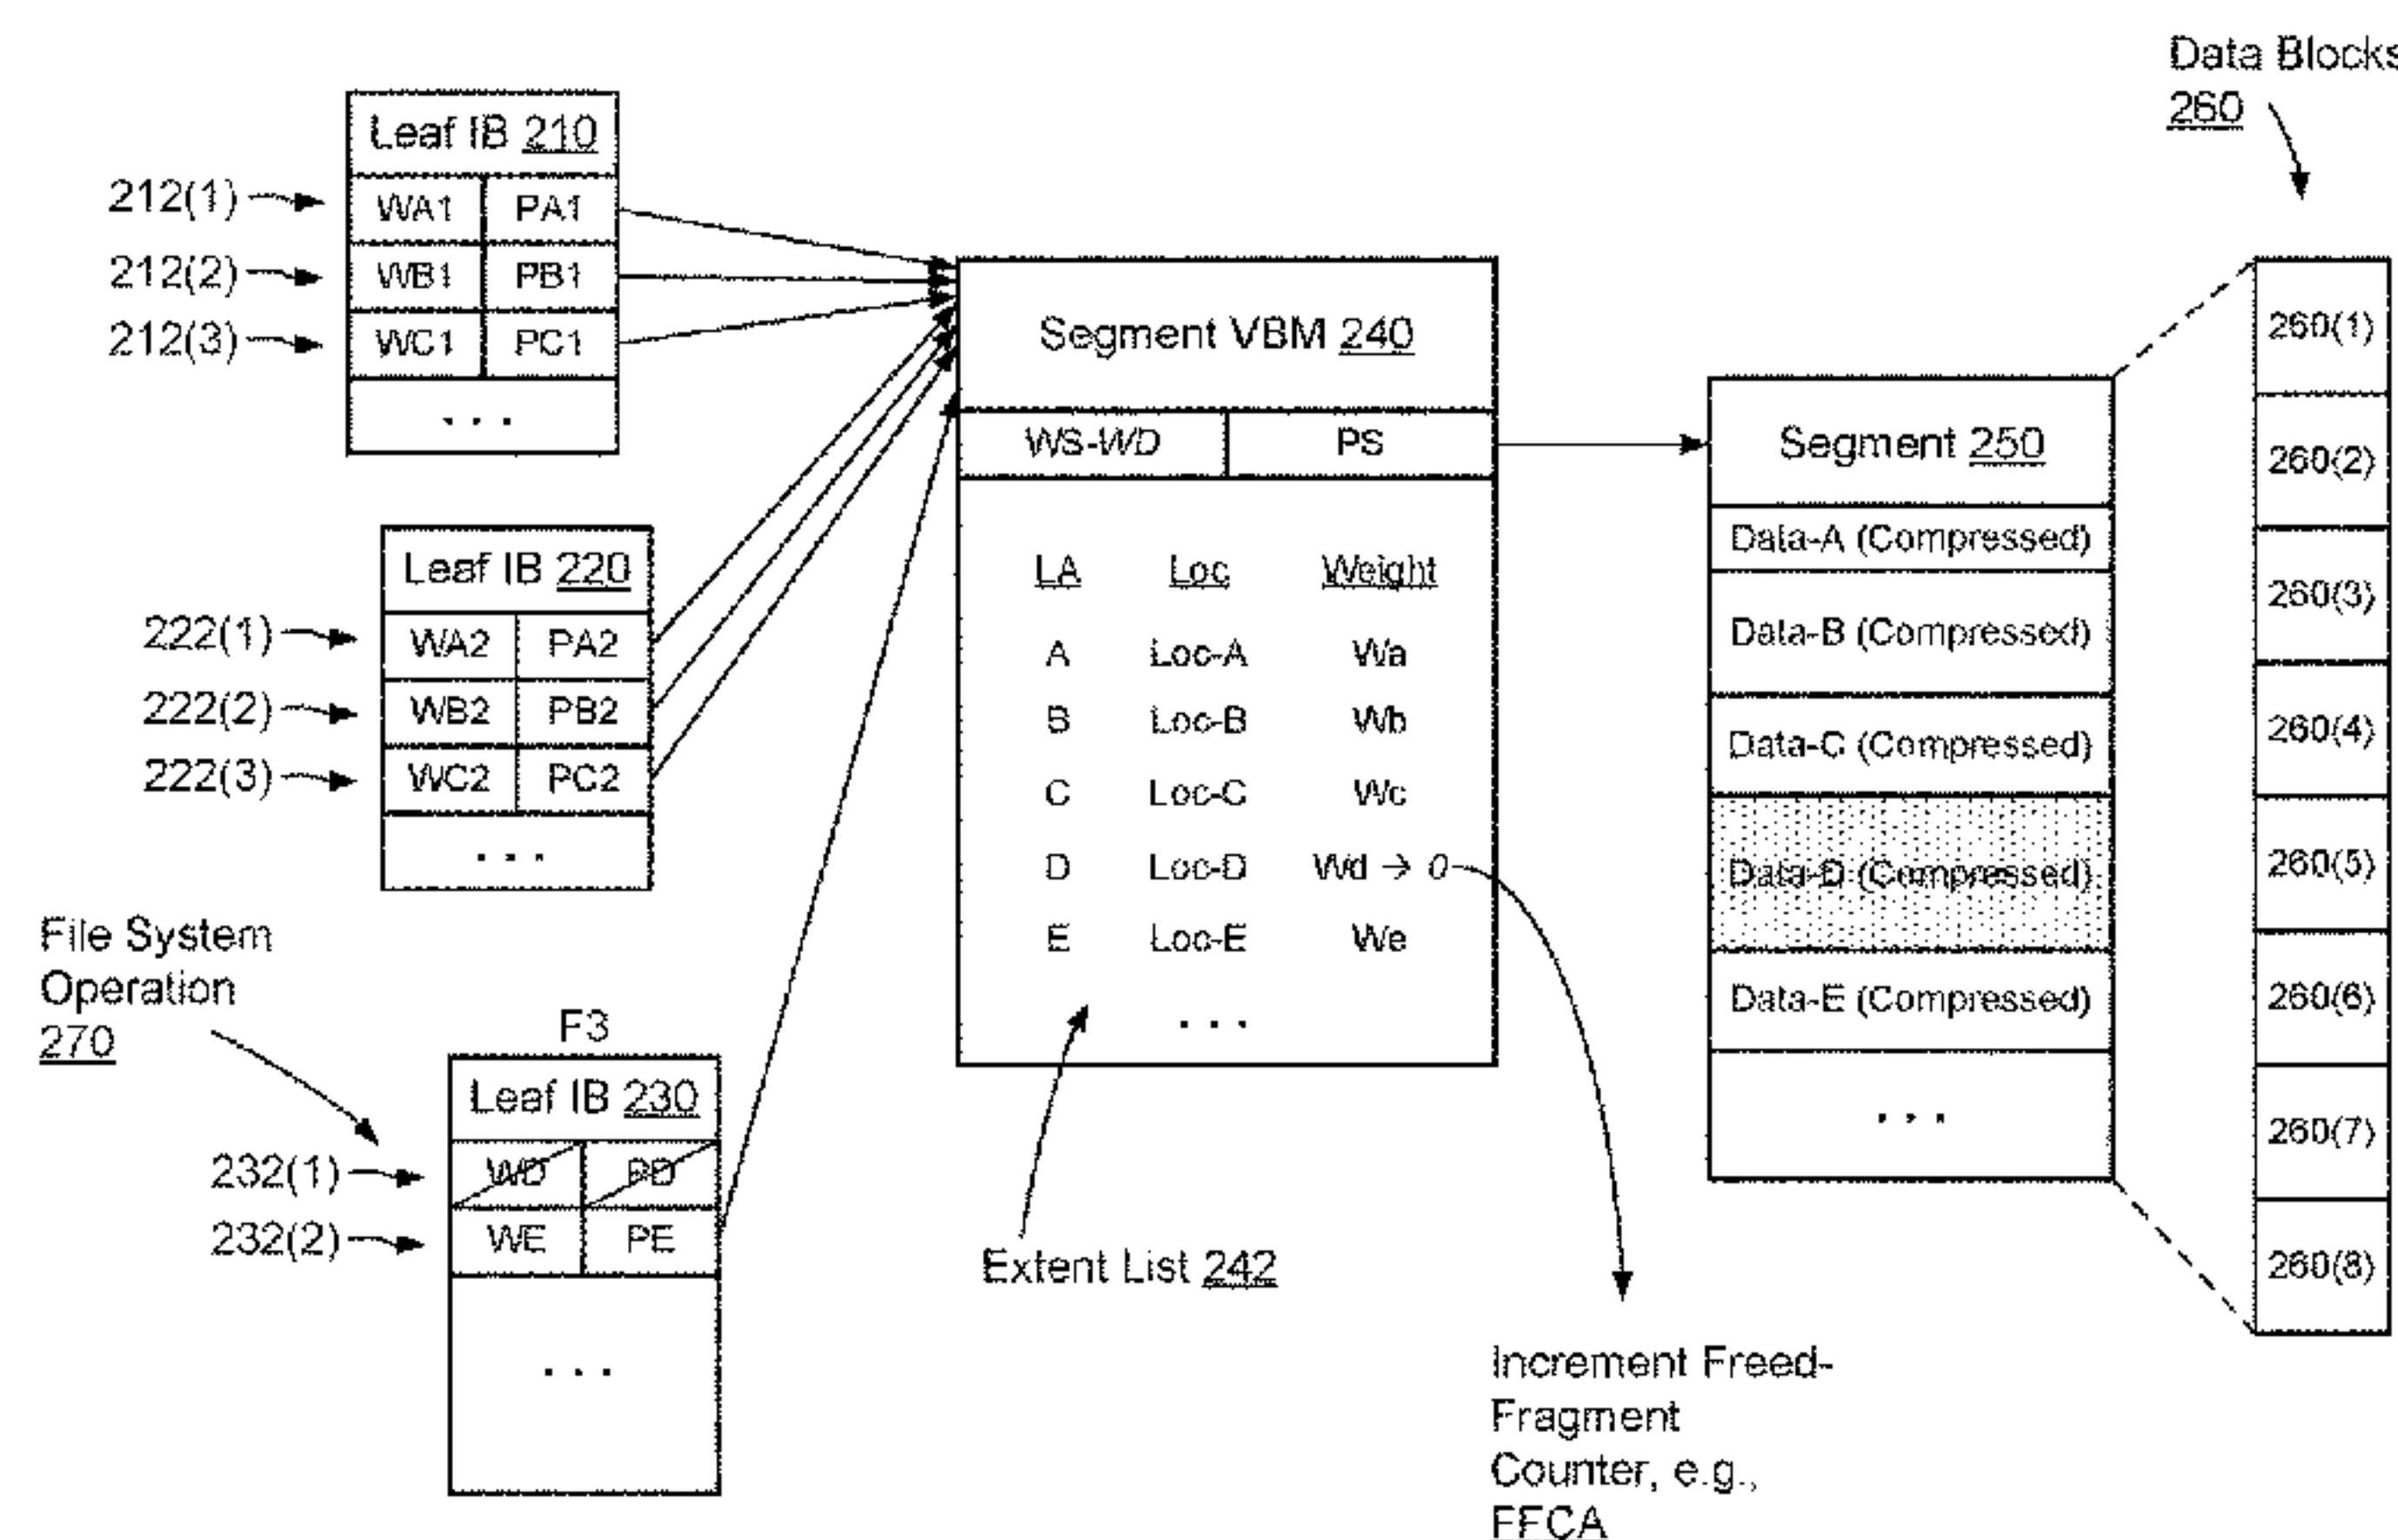 Data Blocks
260
Leaf IB 210
212(1) WA1 PA1
212(2) WB1 PB1
212(3) WC1 PC1
. . .
Leaf IB 220
222(1) WA2 PA2
222(2) WB2 PB2
222(3) WC2 PC2
. . .
File System
Operation
270
F3
Leaf IB 230
232(1) WD PD
232(2) WE PE
. . .
Segment VBM 240
WS-WD PS
LA Loc Weight
A Loc-A Wa
B Loc-B Wb
C Loc-C Wc
D Loc-D Wd → 0
E Loc-E We
. . .
Extent List 242
Increment Freed-
Fragment
Counter, e.g.,
FFCA
Segment 250
Data-A (Compressed)
Data-B (Compressed)
Data-C (Compressed)
Data-D (Compressed)
Data-E (Compressed)
. . .
260(1)
260(2)
260(3)
260(4)
260(5)
260(6)
260(7)
260(8)